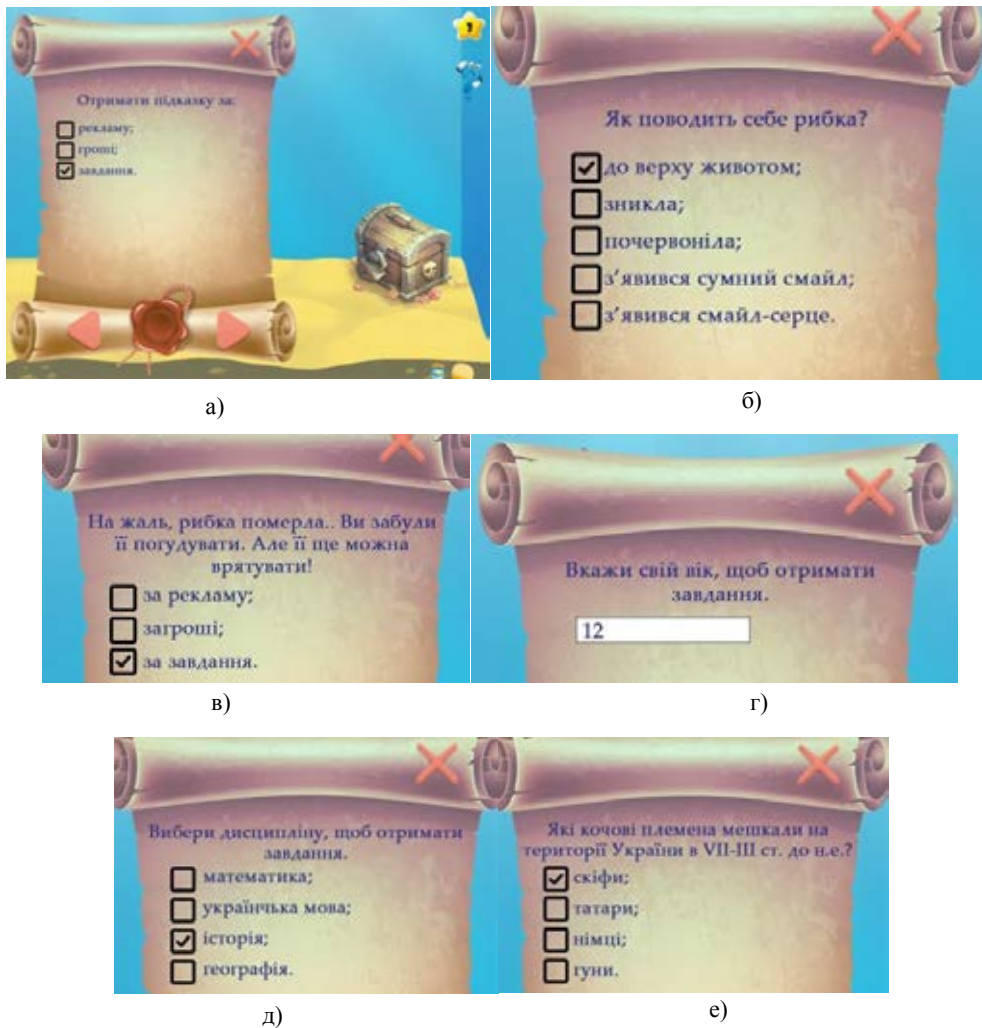 Отримати підказку за:
рекламу;
гроші;
завдання.
а)
Як поводить себе рибка?
до верху животом;
зникла;
почервоніла;
з’явився сумний смайл;
з’явився смайл-серце.
б)
На жаль, рибка померла.. Ви забули
її погудувати. Але її ще можна
врятувати!
за рекламу;
загроші;
за завдання.
в)
Вкажи свій вік, щоб отримати
завдання.
12
г)
Вибери дисципліну, щоб отримати
завдання.
математика;
українчька мова;
історія;
географія.
д)
Які кочові племена мешкали на
території України в VII-III ст. до н.е.?
скіфи;
татари;
німці;
гуни.
е)